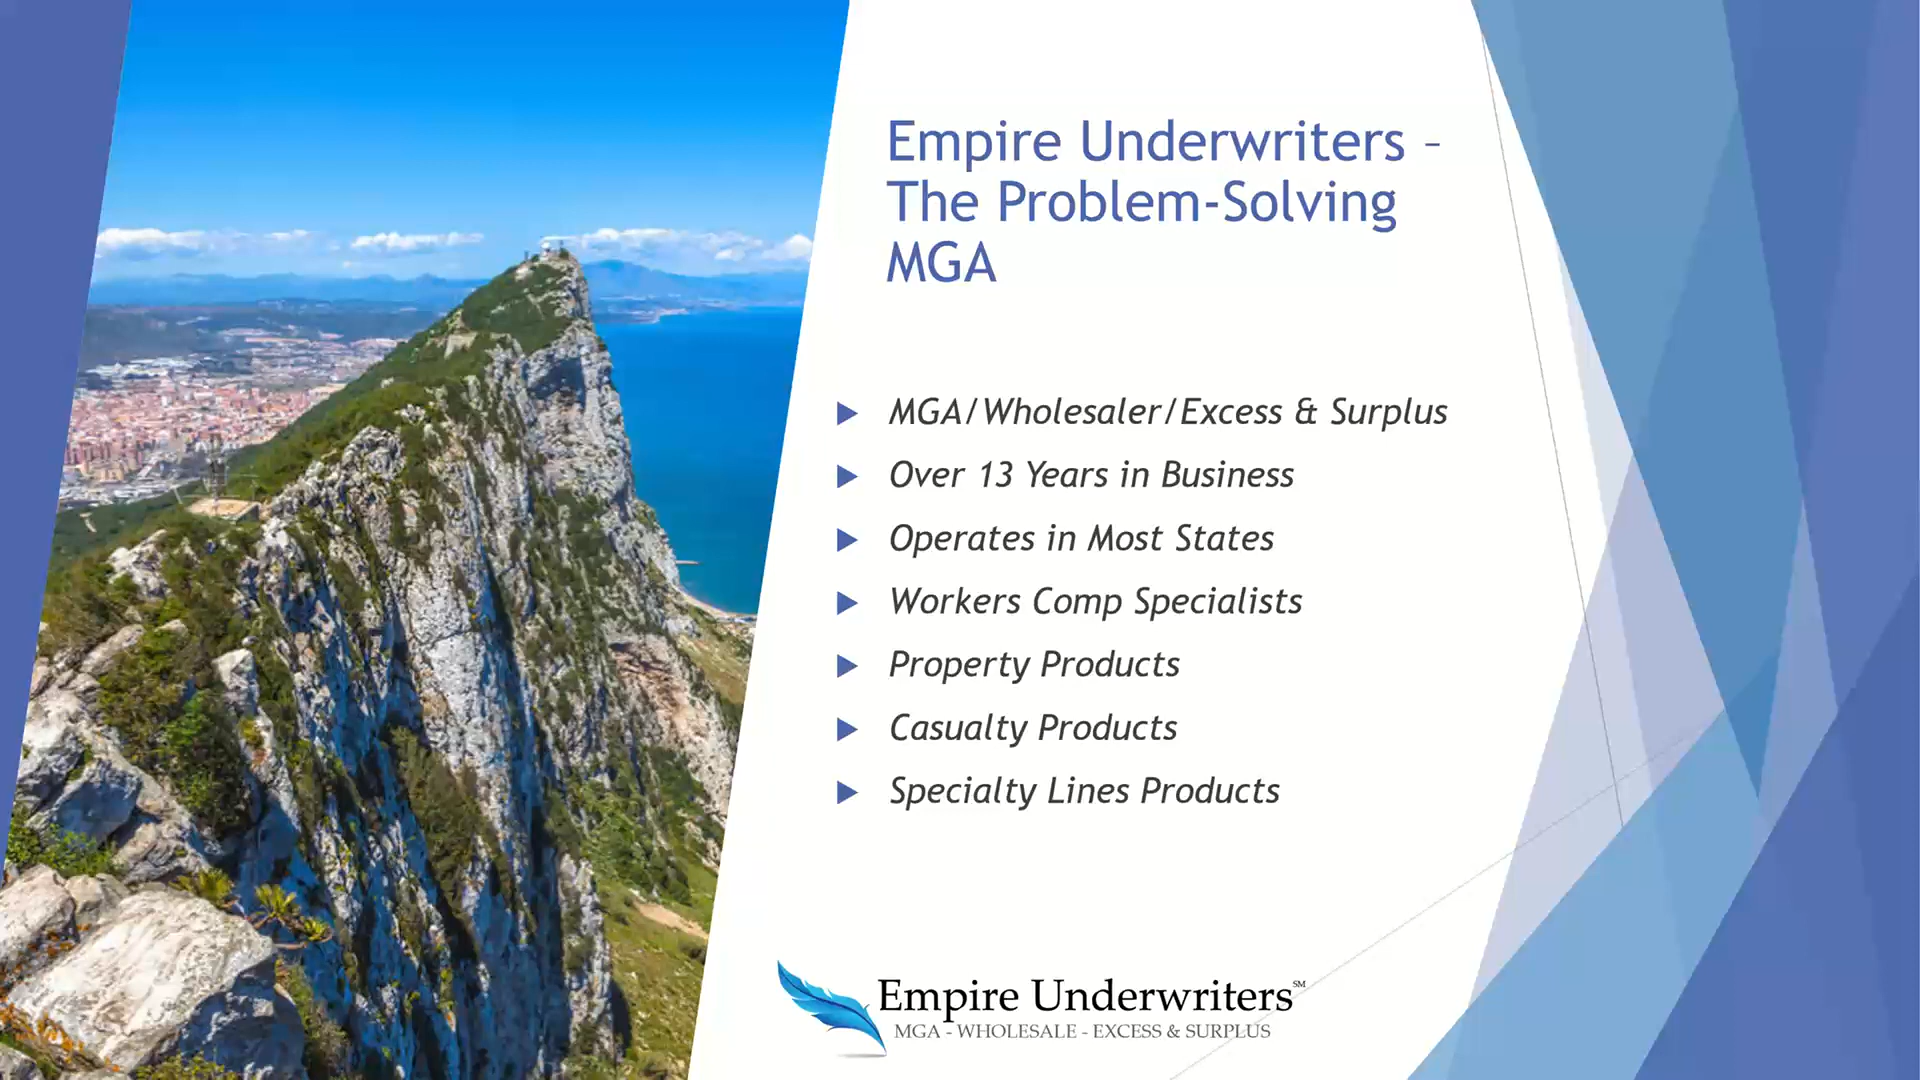 Empire Underwriters –
The Problem-Solving
MGA
MGA/Wholesaler/Excess & Surplus
Over 13 Years in Business
Operates in Most States
Workers Comp Specialists
Property Products
Casualty Products
Specialty Lines Products
Empire Underwriters℠
MGA - WHOLESALE - EXCESS & SURPLUS